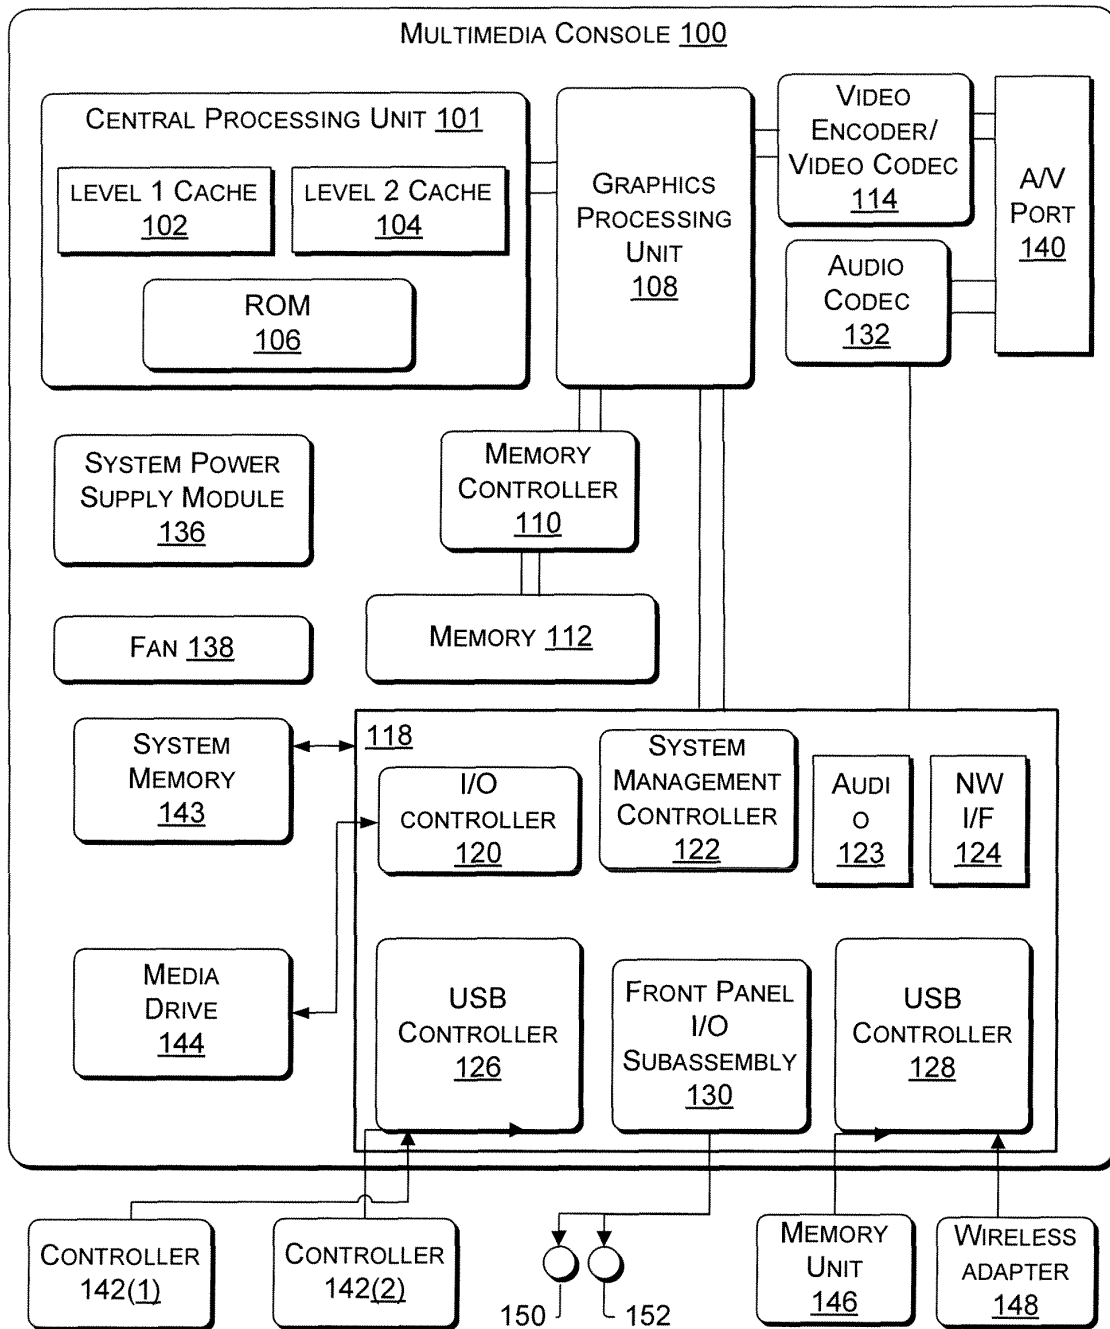 MULTIMEDIA CONSOLE 100
CENTRAL PROCESSING UNIT 101
LEVEL 1 CACHE
102
LEVEL 2 CACHE
104
ROM
106
GRAPHICS
PROCESSING
UNIT
108
VIDEO
ENCODER/
VIDEO CODEC
114
A/V
PORT
140
AUDIO
CODEC
132
SYSTEM POWER
SUPPLY MODULE
136
MEMORY
CONTROLLER
110
FAN 138
MEMORY 112
SYSTEM
MEMORY
143
118
I/O
CONTROLLER
120
SYSTEM
MANAGEMENT
CONTROLLER
122
AUDI
O
123
NW
I/F
124
MEDIA
DRIVE
144
USB
CONTROLLER
126
FRONT PANEL
I/O
SUBASSEMBLY
130
USB
CONTROLLER
128
CONTROLLER
142(1)
CONTROLLER
142(2)
150
152
MEMORY
UNIT
146
WIRELESS
ADAPTER
148